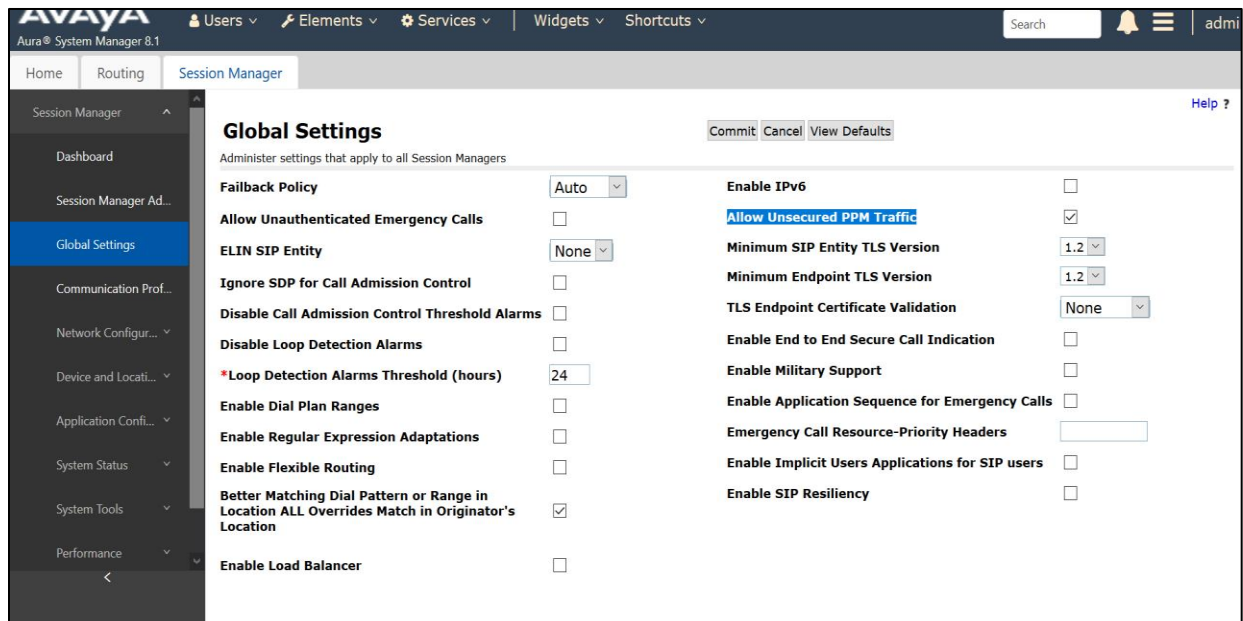 AVAYA
Aura® System Manager 8.1
Users Elements Services Widgets Shortcuts Search admi
Home Routing Session Manager
Session Manager
Dashboard
Session Manager Ad...
Global Settings
Communication Prof...
Network Configur...
Device and Locati...
Application Confi...
System Status
System Tools
Performance
<
Help ?
Global Settings
Commit Cancel View Defaults
Administer settings that apply to all Session Managers
Failback Policy Auto
Allow Unauthenticated Emergency Calls
ELIN SIP Entity None
Ignore SDP for Call Admission Control
Disable Call Admission Control Threshold Alarms
Disable Loop Detection Alarms
*Loop Detection Alarms Threshold (hours) 24
Enable Dial Plan Ranges
Enable Regular Expression Adaptations
Enable Flexible Routing
Better Matching Dial Pattern or Range in
Location ALL Overrides Match in Originator's
Location
Enable Load Balancer
Enable IPv6
Allow Unsecured PPM Traffic
Minimum SIP Entity TLS Version 1.2
Minimum Endpoint TLS Version 1.2
TLS Endpoint Certificate Validation None
Enable End to End Secure Call Indication
Enable Military Support
Enable Application Sequence for Emergency Calls
Emergency Call Resource-Priority Headers
Enable Implicit Users Applications for SIP users
Enable SIP Resiliency